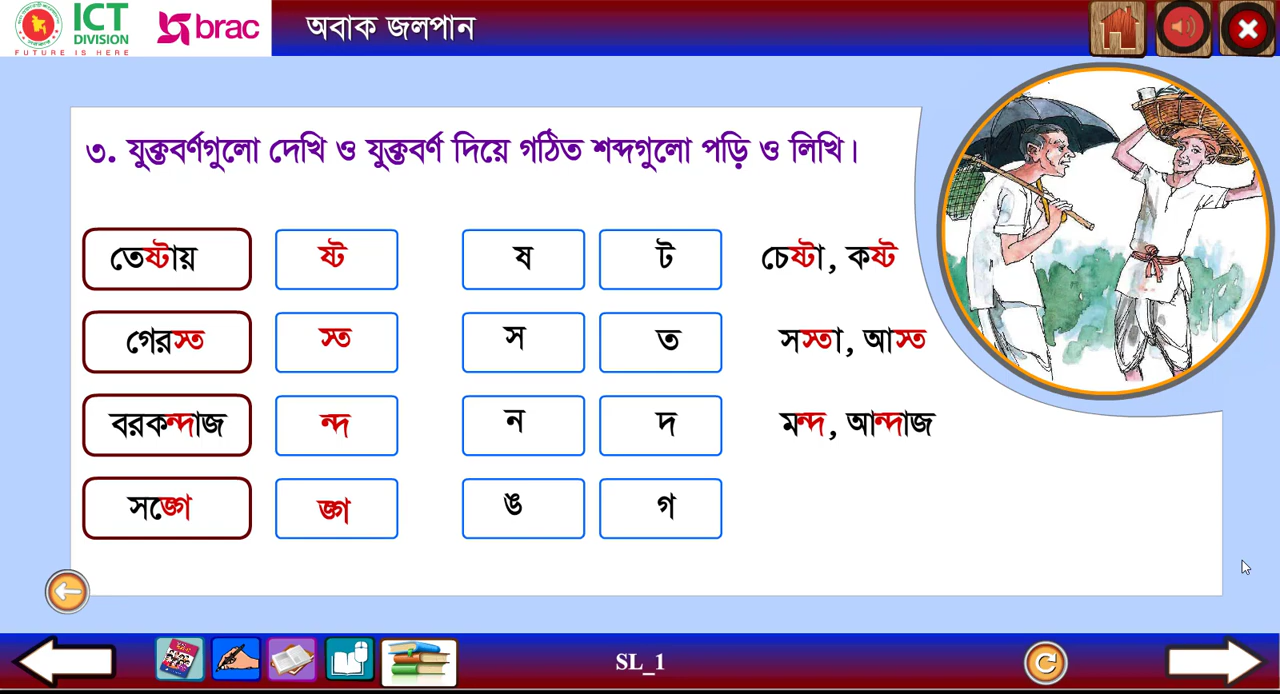 ICT
DIVISION
FUTURE IS HERE
brac
অবাক জলপান
৩. যুক্তবর্ণগুলো দেখি ও যুক্তবর্ণ দিয়ে গঠিত শব্দগুলো পড়ি ও লিখি।
তেষ্টায় ষ্ট ষ ট চেষ্টা, কষ্ট
গেরস্ত স্ত স ত সস্তা, আস্ত
বরকন্দাজ ন্দ ন দ মন্দ, আন্দাজ
সঙ্গে ঙ্গ ঙ গ
SL_1